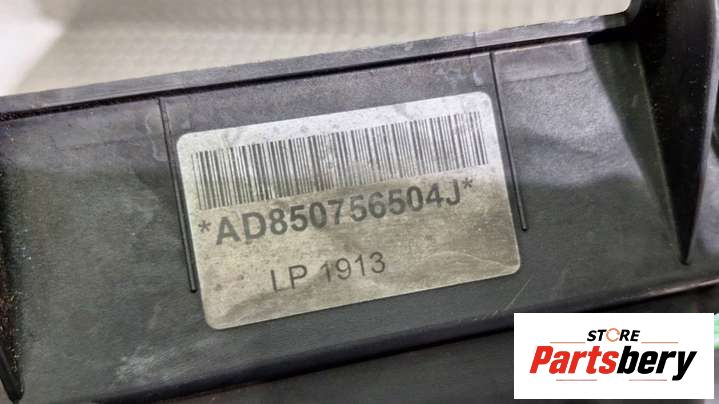 *AD850756504J*
LP 1913
STORE
Partsbery